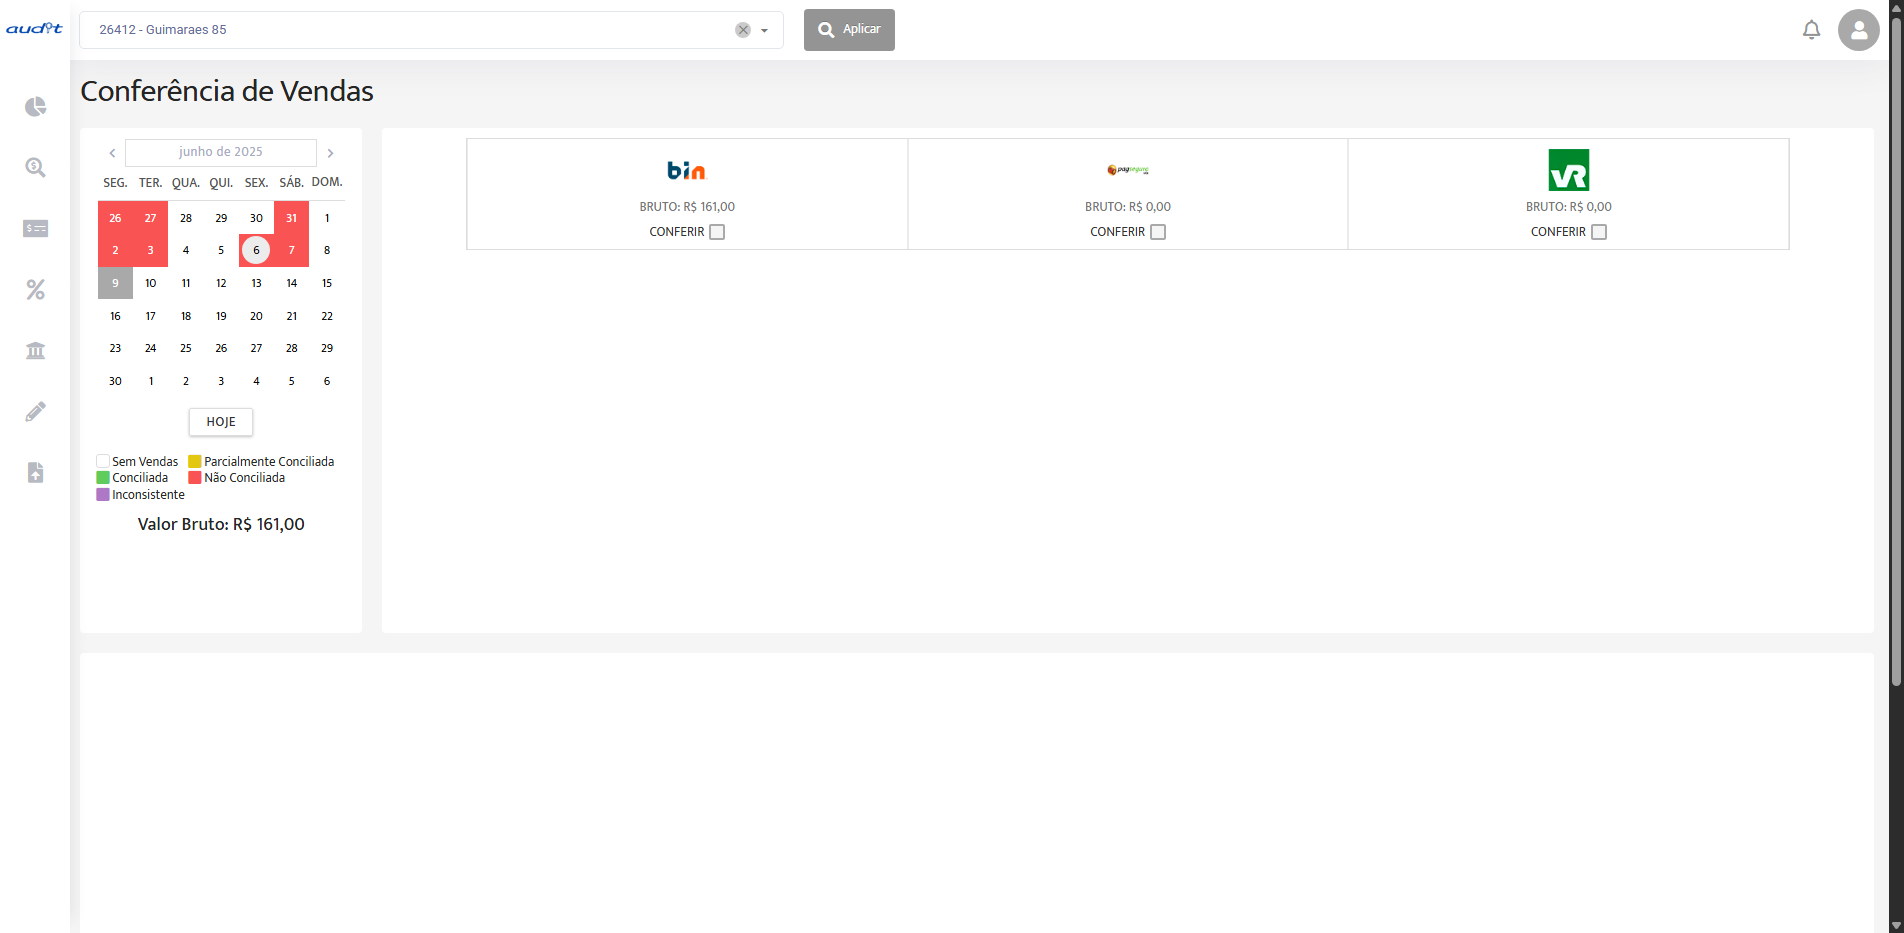 audit
26412 - Guimaraes 85
Aplicar
Conferência de Vendas
junho de 2025
SEG. TER. QUA. QUI. SEX. SÁB. DOM.
26 27 28 29 30 31 1
2 3 4 5 6 7 8
9 10 11 12 13 14 15
16 17 18 19 20 21 22
23 24 25 26 27 28 29
30 1 2 3 4 5 6
HOJE
Sem Vendas Parcialmente Conciliada
Conciliada Não Conciliada
Inconsistente
Valor Bruto: R$ 161,00
bin
BRUTO: R$ 161,00
CONFERIR
pagseguro
BRUTO: R$ 0,00
CONFERIR
VR
BRUTO: R$ 0,00
CONFERIR